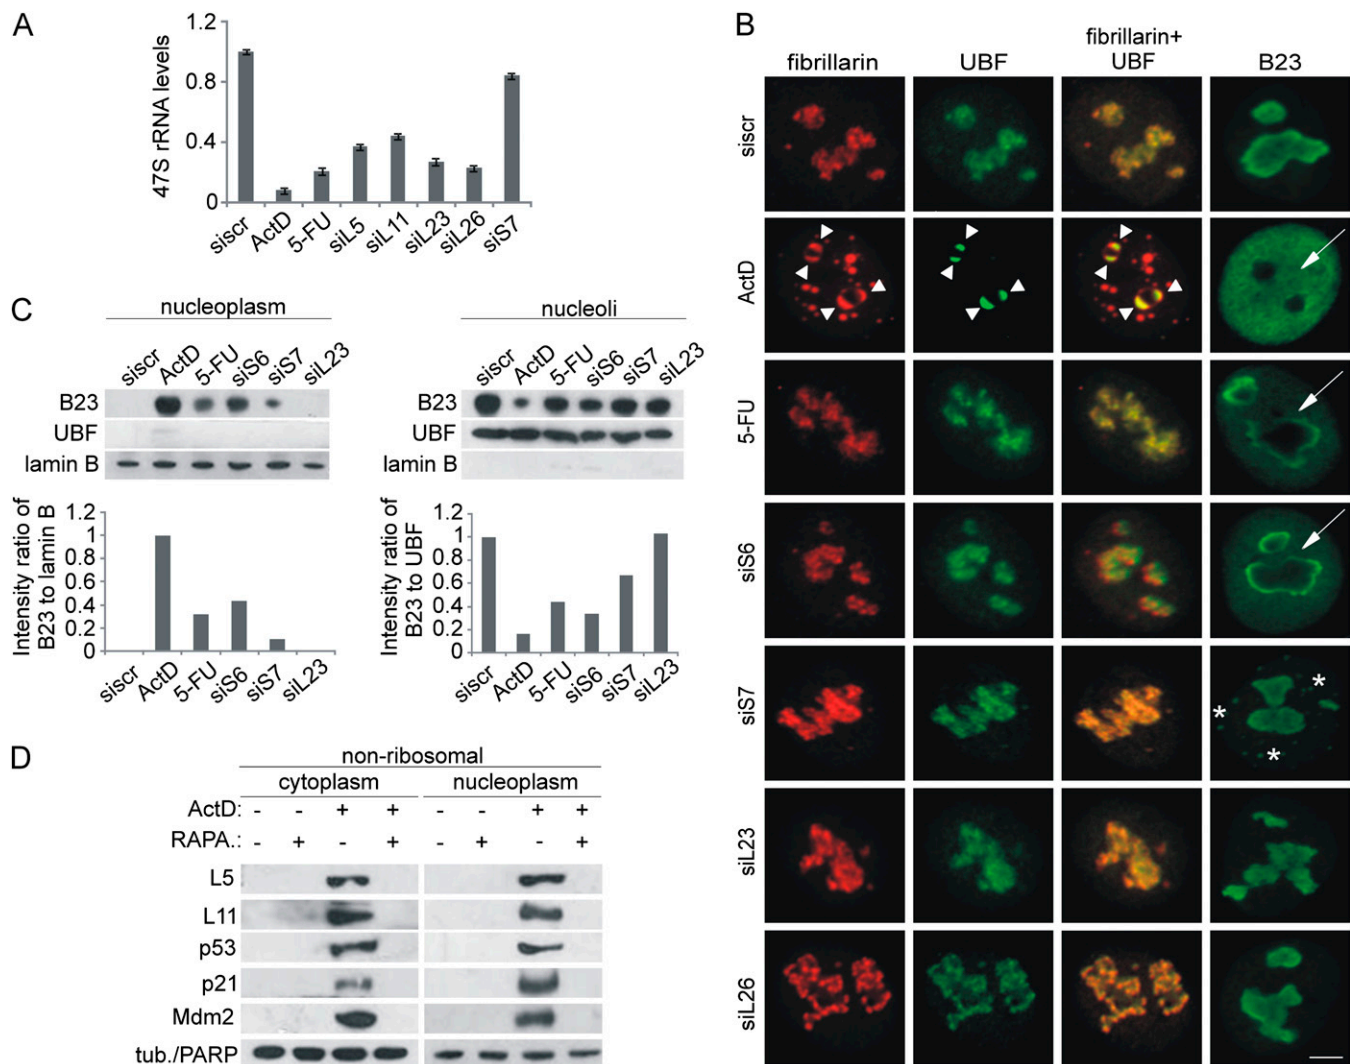 A
47S rRNA levels
1.2
0.8
0.4
0
siscr
ActD
5-FU
siL5
siL11
siL23
siL26
siS7
B
fibrillarin
UBF
fibrillarin+
UBF
B23
siscr
ActD
5-FU
siS6
siS7
* * *
siL23
siL26
C
nucleoplasm
siscr
ActD
5-FU
siS6
siS7
siL23
B23
UBF
lamin B
Intensity ratio of
B23 to lamin B
1.2
1
0.8
0.6
0.4
0.2
0
siscr
ActD
5-FU
siS6
siS7
siL23
nucleoli
siscr
ActD
5-FU
siS6
siS7
siL23
B23
UBF
lamin B
Intensity ratio of
B23 to UBF
1.2
1
0.8
0.6
0.4
0.2
0
siscr
ActD
5-FU
siS6
siS7
siL23
D
non-ribosomal
cytoplasm nucleoplasm
ActD: - - + + - - + +
RAPA.: - + - + - + - +
L5
L11
p53
p21
Mdm2
tub./PARP